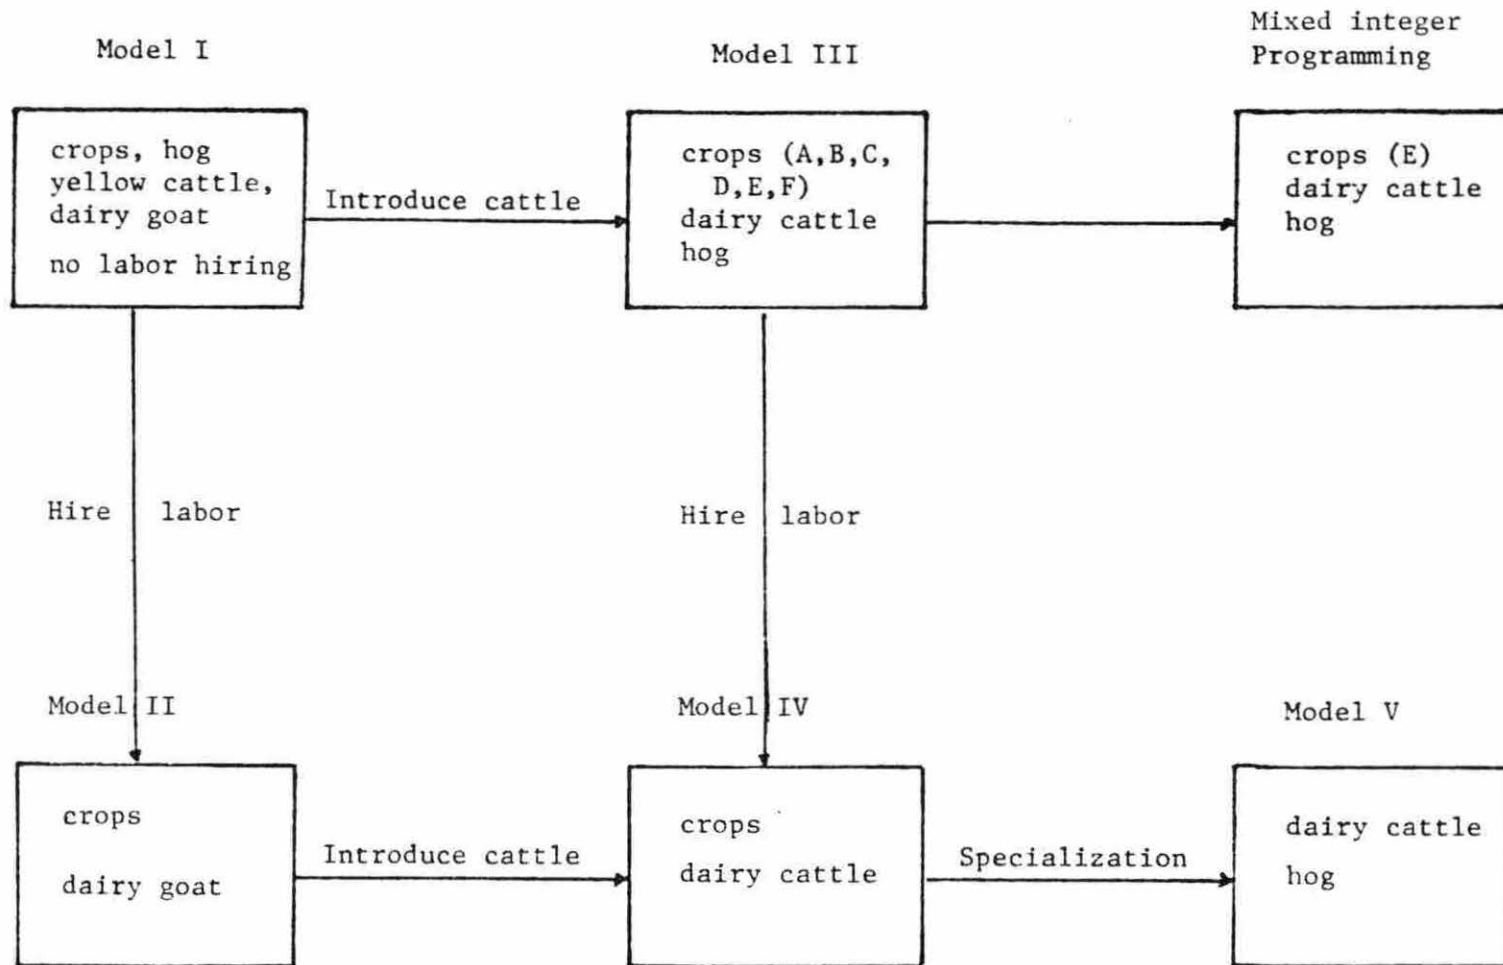 Model I
Model III
Mixed integer
Programming
crops, hog
yellow cattle,
dairy goat
no labor hiring
Introduce cattle
crops (A,B,C,
D,E,F)
dairy cattle
hog
crops (E)
dairy cattle
hog
Hire labor
Hire labor
Model II
Model IV
Model V
crops
dairy goat
Introduce cattle
crops
dairy cattle
Specialization
dairy cattle
hog